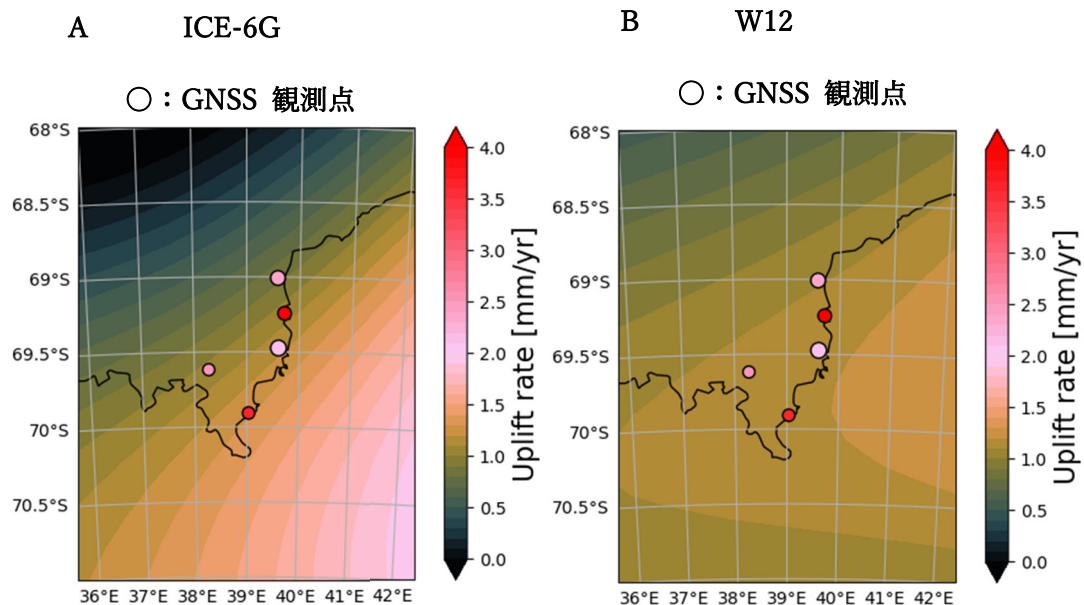 A ICE-6G
○：GNSS 観測点
68°S
68.5°S
69°S
69.5°S
70°S
70.5°S
36°E 37°E 38°E 39°E 40°E 41°E 42°E
4.0
3.5
3.0
2.5
2.0
1.5
1.0
0.5
0.0
Uplift rate [mm/yr]
B W12
○：GNSS 観測点
68°S
68.5°S
69°S
69.5°S
70°S
70.5°S
36°E 37°E 38°E 39°E 40°E 41°E 42°E
4.0
3.5
3.0
2.5
2.0
1.5
1.0
0.5
0.0
Uplift rate [mm/yr]